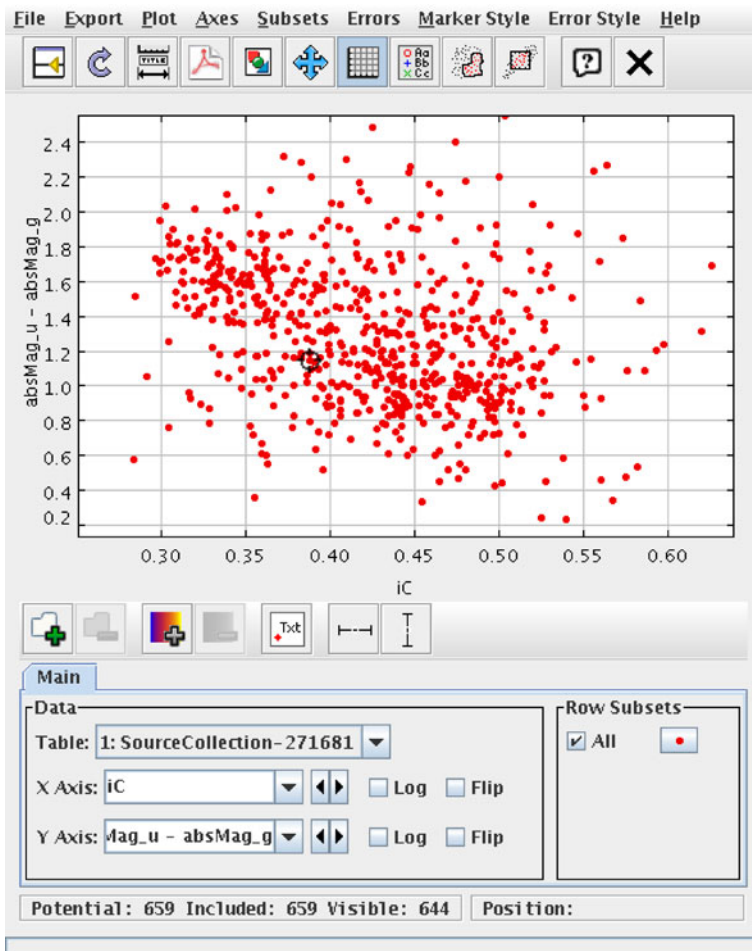 File Export Plot Axes Subsets Errors Marker Style Error Style Help
TITLE
Aa
Bb
Cc
?
absMag_u - absMag_g
2.4
2.2
2.0
1.8
1.6
1.4
1.2
1.0
0.8
0.6
0.4
0.2
0.30 0.35 0.40 0.45 0.50 0.55 0.60
iC
Txt
Main
Data
Row Subsets
Table: 1: SourceCollection-271681
All
X Axis: iC Log Flip
Y Axis: Mag_u - absMag_g Log Flip
Potential: 659 Included: 659 Visible: 644 Position: